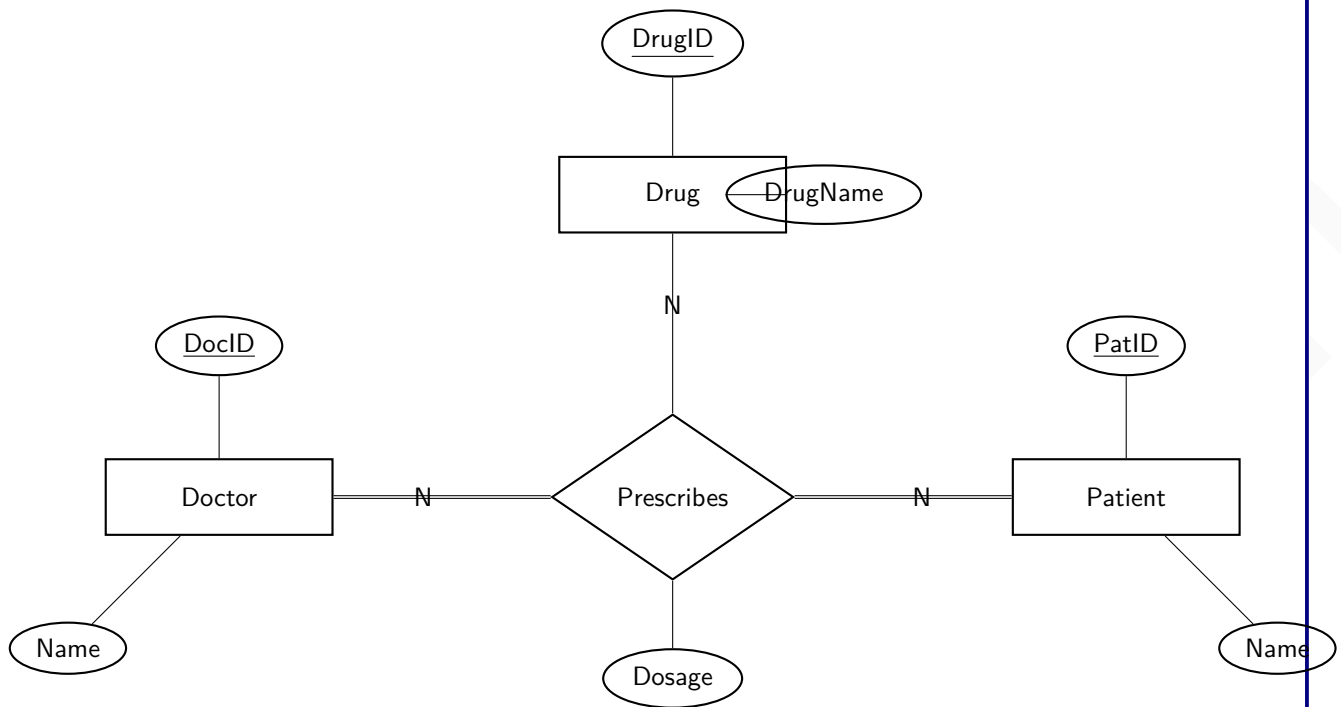 DrugID
Drug
DrugName
N
DocID
PatID
Doctor
N
Prescribes
N
Patient
Name
Dosage
Name